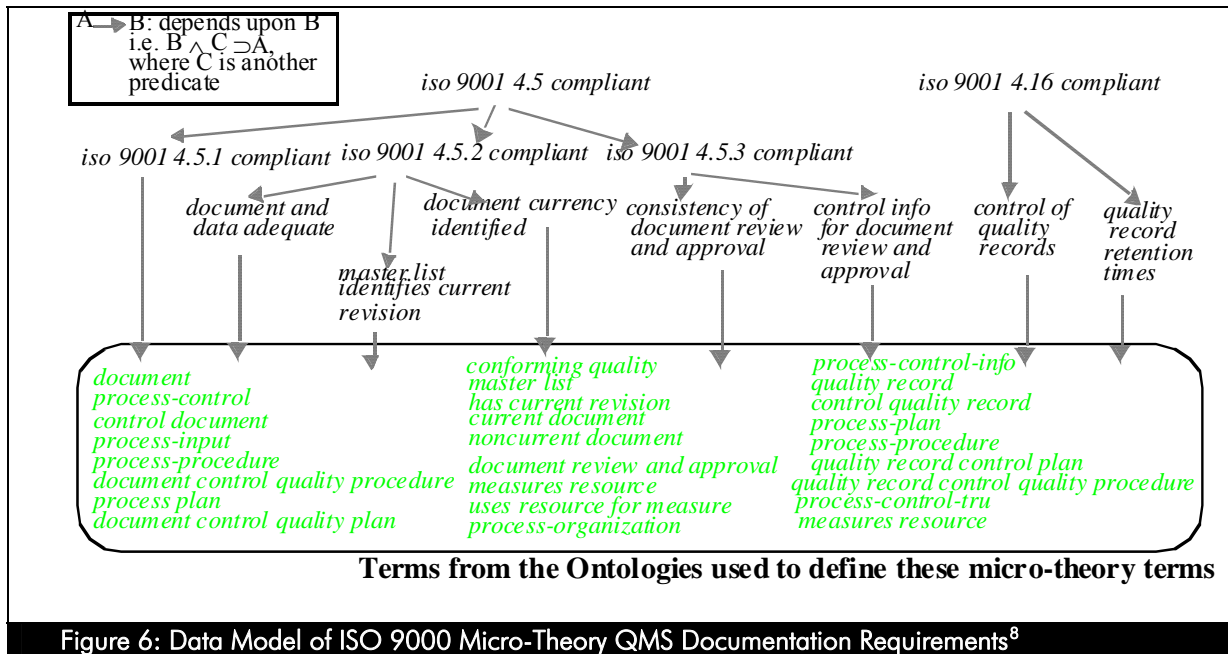 A → B: depends upon B
i.e. B ∧ C ⊃A,
where C is another
predicate
iso 9001 4.5 compliant
iso 9001 4.16 compliant
iso 9001 4.5.1 compliant
iso 9001 4.5.2 compliant
iso 9001 4.5.3 compliant
document and
data adequate
master list
identifies current
revision
document currency
identified
consistency of
document review
and approval
control info
for document
review and
approval
control of
quality
records
quality
record
retention
times
document
process-control
control document
process-input
process-procedure
document control quality procedure
process plan
document control quality plan
conforming quality
master list
has current revision
current document
noncurrent document
document review and approval
measures resource
uses resource for measure
process-organization
process-control-info
quality record
control quality record
process-plan
process-procedure
quality record control plan
quality record control quality procedure
process-control-tru
measures resource
Terms from the Ontologies used to define these micro-theory terms
Figure 6: Data Model of ISO 9000 Micro-Theory QMS Documentation Requirements8